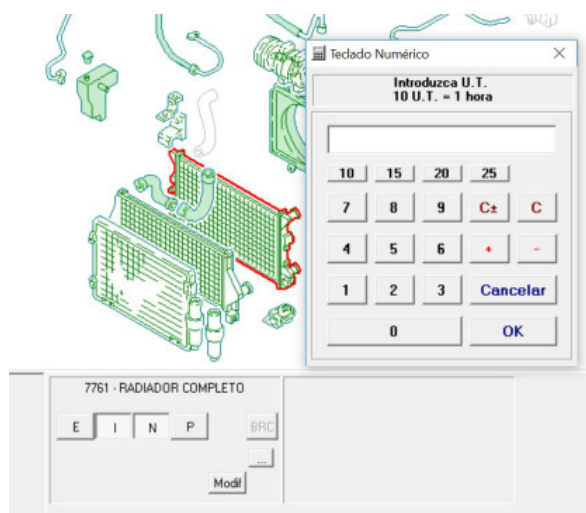 Teclado Numérico
Introduzca U.T.
10 U.T. = 1 hora
10 15 20 25
7 8 9 C± C
4 5 6 + -
1 2 3 Cancelar
0 OK
7761 - RADIADOR COMPLETO
E I N P BRC
...
Modif